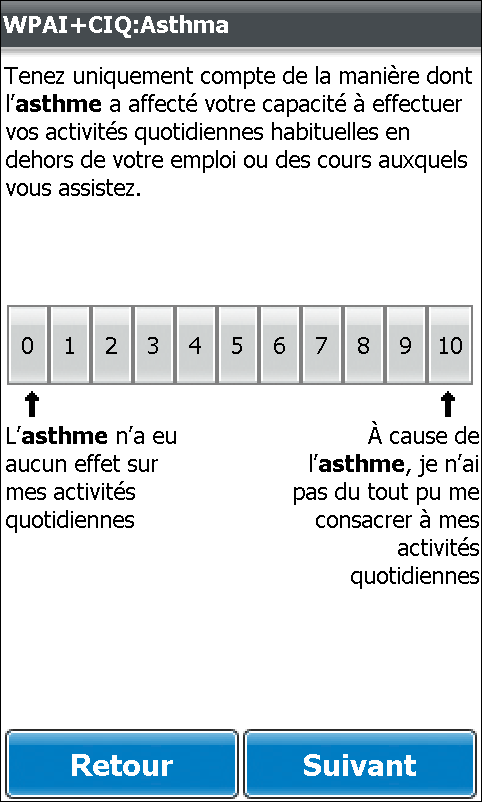 WPAI+CIQ:Asthma
Tenez uniquement compte de la manière dont
l’asthme a affecté votre capacité à effectuer
vos activités quotidiennes habituelles en
dehors de votre emploi ou des cours auxquels
vous assistez.
0 1 2 3 4 5 6 7 8 9 10
L’asthme n’a eu
aucun effet sur
mes activités
quotidiennes
À cause de
l’asthme, je n’ai
pas du tout pu me
consacrer à mes
activités
quotidiennes
Retour Suivant